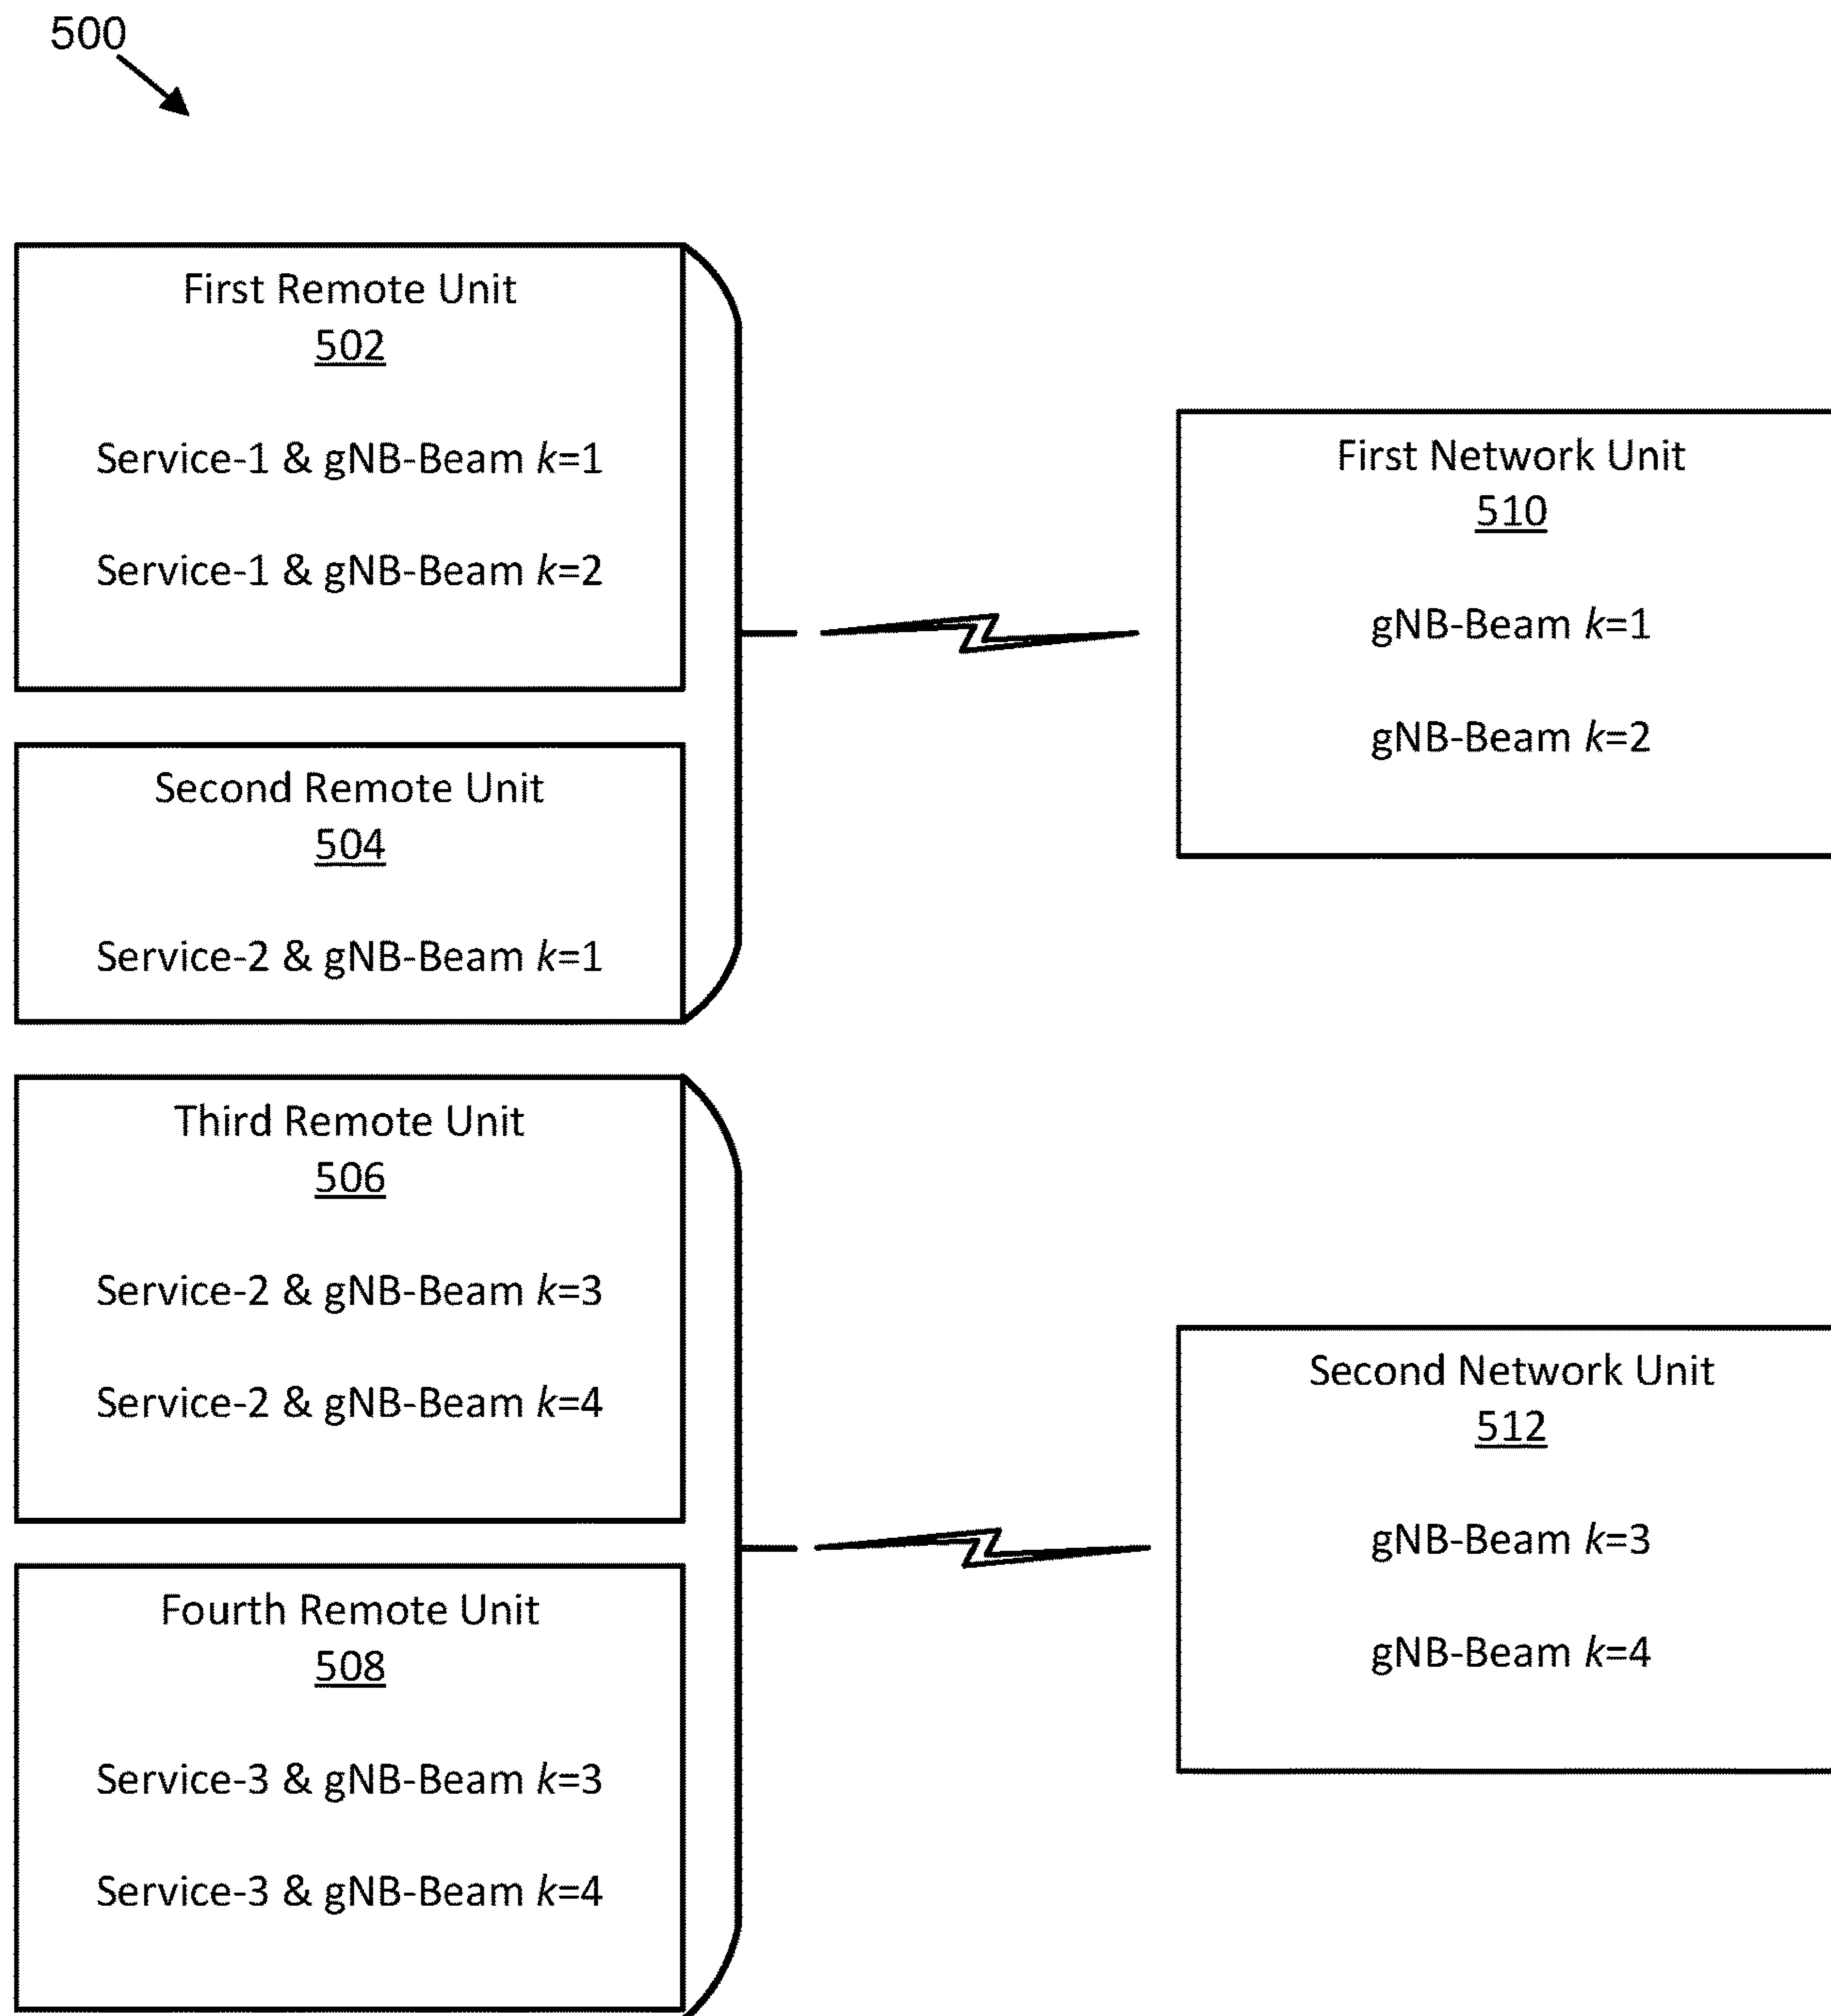 500
First Remote Unit
502
Service-1 & gNB-Beam k=1
Service-1 & gNB-Beam k=2
Second Remote Unit
504
Service-2 & gNB-Beam k=1
Third Remote Unit
506
Service-2 & gNB-Beam k=3
Service-2 & gNB-Beam k=4
Fourth Remote Unit
508
Service-3 & gNB-Beam k=3
Service-3 & gNB-Beam k=4
First Network Unit
510
gNB-Beam k=1
gNB-Beam k=2
Second Network Unit
512
gNB-Beam k=3
gNB-Beam k=4